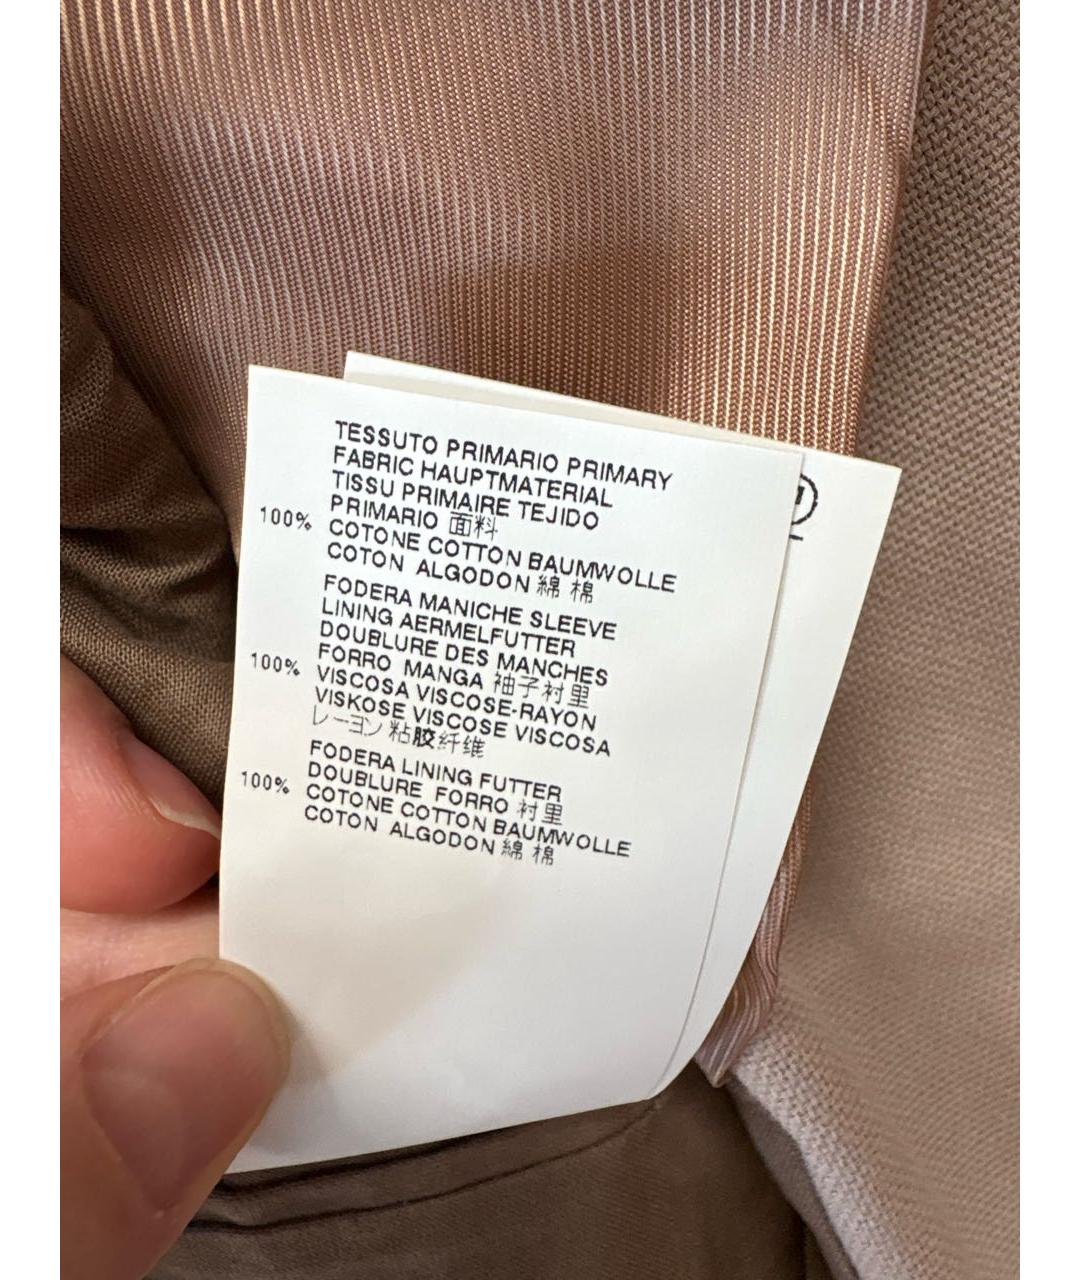 TESSUTO PRIMARIO PRIMARY
FABRIC HAUPTMATERIAL
TISSU PRIMAIRE TEJIDO
PRIMARIO 面料
100% COTONE COTTON BAUMWOLLE
COTON ALGODON 綿 棉
FODERA MANICHE SLEEVE
LINING AERMELFUTTER
DOUBLURE DES MANCHES
FORRO MANGA 袖子衬里
100% VISCOSA VISCOSE-RAYON
VISKOSE VISCOSE VISCOSA
レーヨン 粘胶纤维
FODERA LINING FUTTER
DOUBLURE FORRO 衬里
100% COTONE COTTON BAUMWOLLE
COTON ALGODON 綿 棉